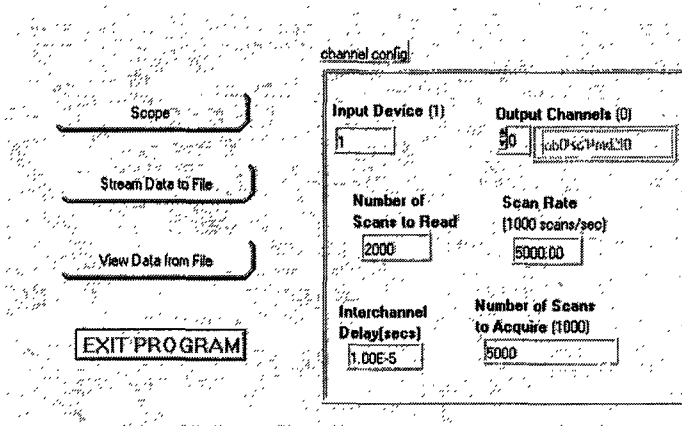 channel config
Scope
Stream Data to File
View Data from File
EXIT PROGRAM
Input Device (1)
1
Output Channels (0)
0
Number of
Scans to Read
2000
Scan Rate
(1000 scans/sec)
5000.00
Interchannel
Delay(secs)
1.00E-5
Number of Scans
to Acquire (1000)
5000